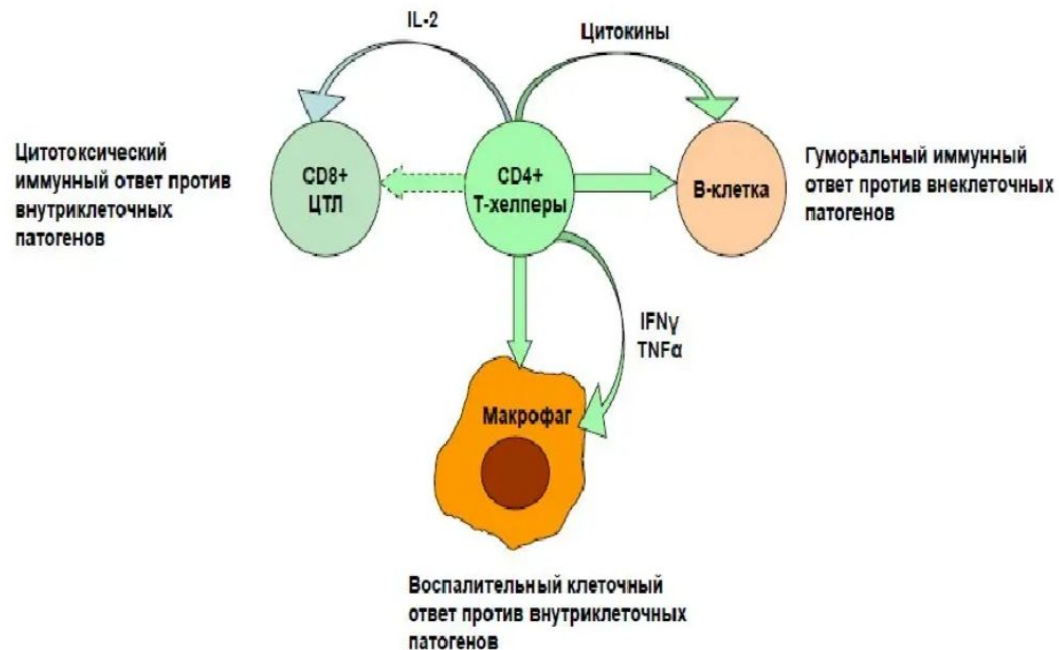 IL-2
Цитокины
Цитотоксический
иммунный ответ против
внутриклеточных
патогенов
CD8+
ЦТЛ
CD4+
Т-хелперы
В-клетка
Гуморальный иммунный
ответ против внеклеточных
патогенов
IFNγ
TNFα
Макрофаг
Воспалительный клеточный
ответ против внутриклеточных
патогенов